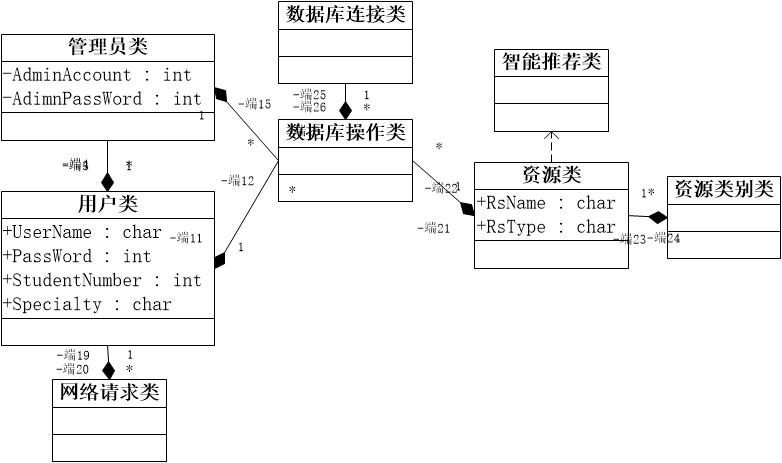 数据库连接类
管理员类
-AdminAccount : int
-AdimnPassWord : int
1
-端15
-端25
1
-端26
*
智能推荐类
数据库操作类
*
*
*
用户类
+UserName : char
+PassWord : int
+StudentNumber : int
+Specialty : char
-端11
-端12
1
-端22
1
-端21
资源类
+RsName : char
+RsType : char
1*
-端23
-端24
资源类别类
-端19
1
-端20
*
网络请求类